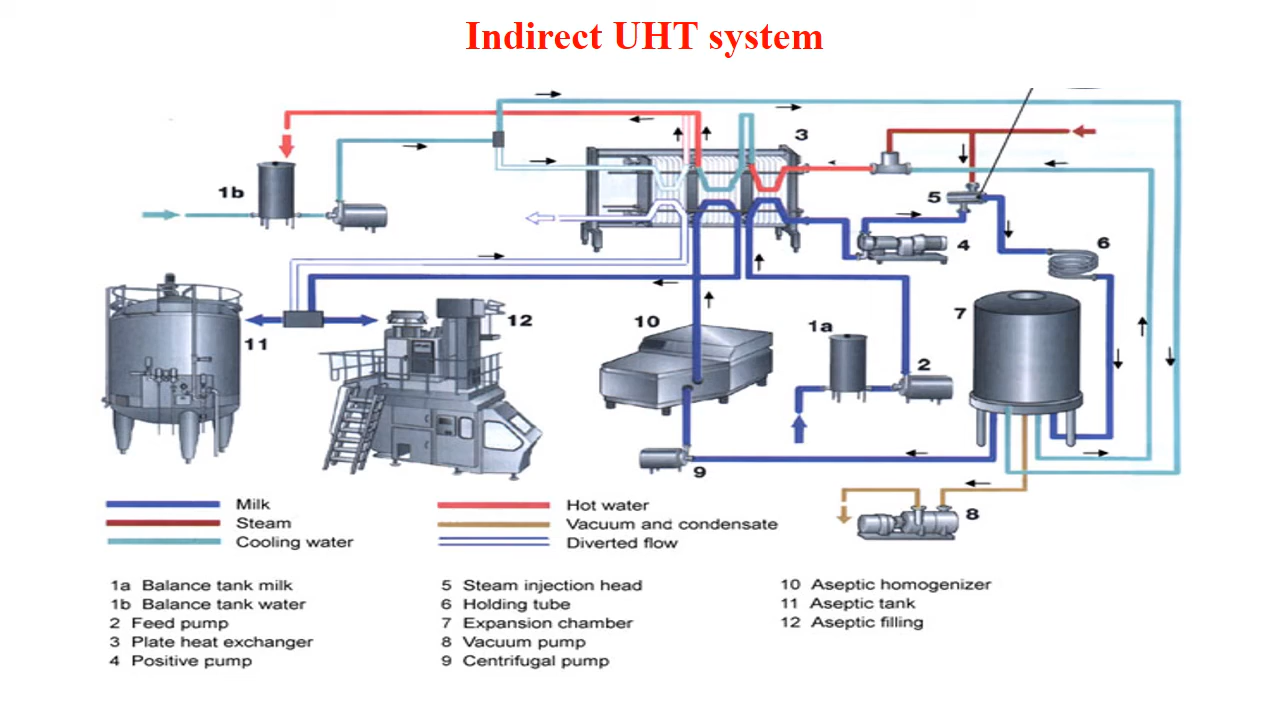 Indirect UHT system
3
1b
5
4
6
7
12
11
10
1a
2
9
8
Milk
Steam
Cooling water
Hot water
Vacuum and condensate
Diverted flow
1a Balance tank milk
1b Balance tank water
2 Feed pump
3 Plate heat exchanger
4 Positive pump
5 Steam injection head
6 Holding tube
7 Expansion chamber
8 Vacuum pump
9 Centrifugal pump
10 Aseptic homogenizer
11 Aseptic tank
12 Aseptic filling